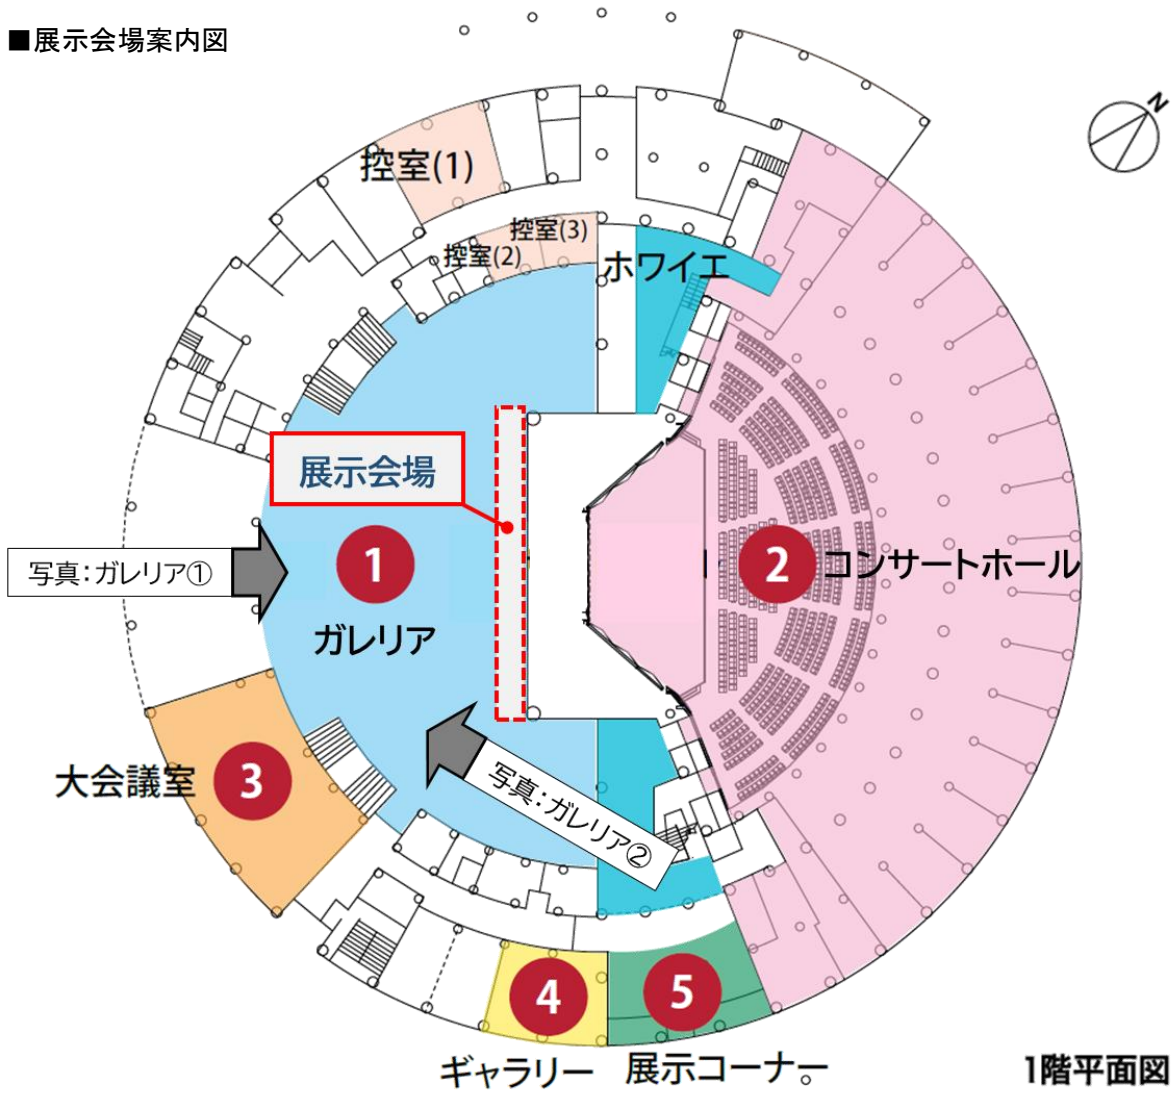 ■展示会場案内図
N
控室(1)
控室(3)
控室(2)
ホワイエ
展示会場
写真：ガレリア①
1
ガレリア
2
コンサートホール
大会議室
3
写真：ガレリア②
4
5
ギャラリー
展示コーナー。
1階平面図